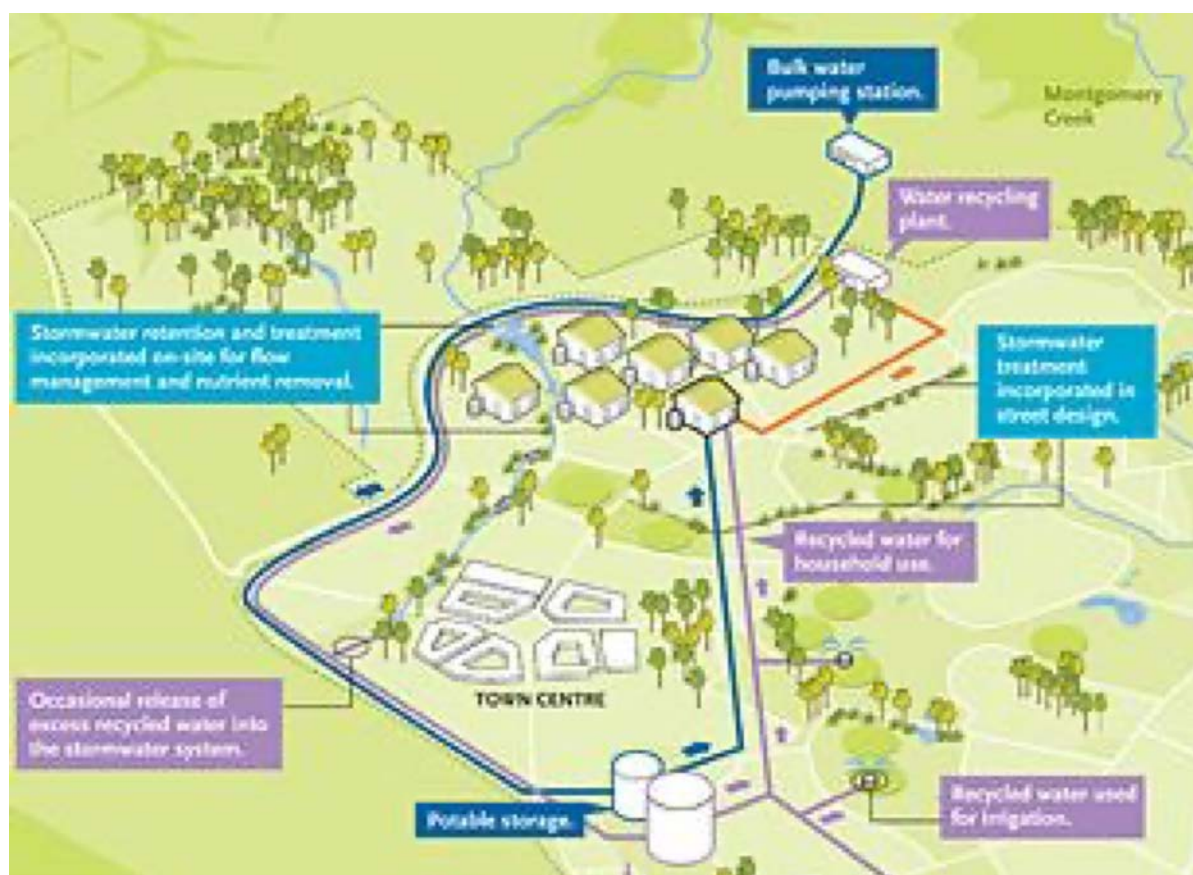 Bulk water
pumping station.
Montgomery
Creek
Water recycling
plant.
Stormwater retention and treatment
incorporated on-site for flow
management and nutrient removal.
Stormwater
treatment
incorporated in
street design.
Recycled water for
household use.
Occasional release of
excess recycled water into
the stormwater system.
TOWN CENTRE
Potable storage.
Recycled water used
for irrigation.